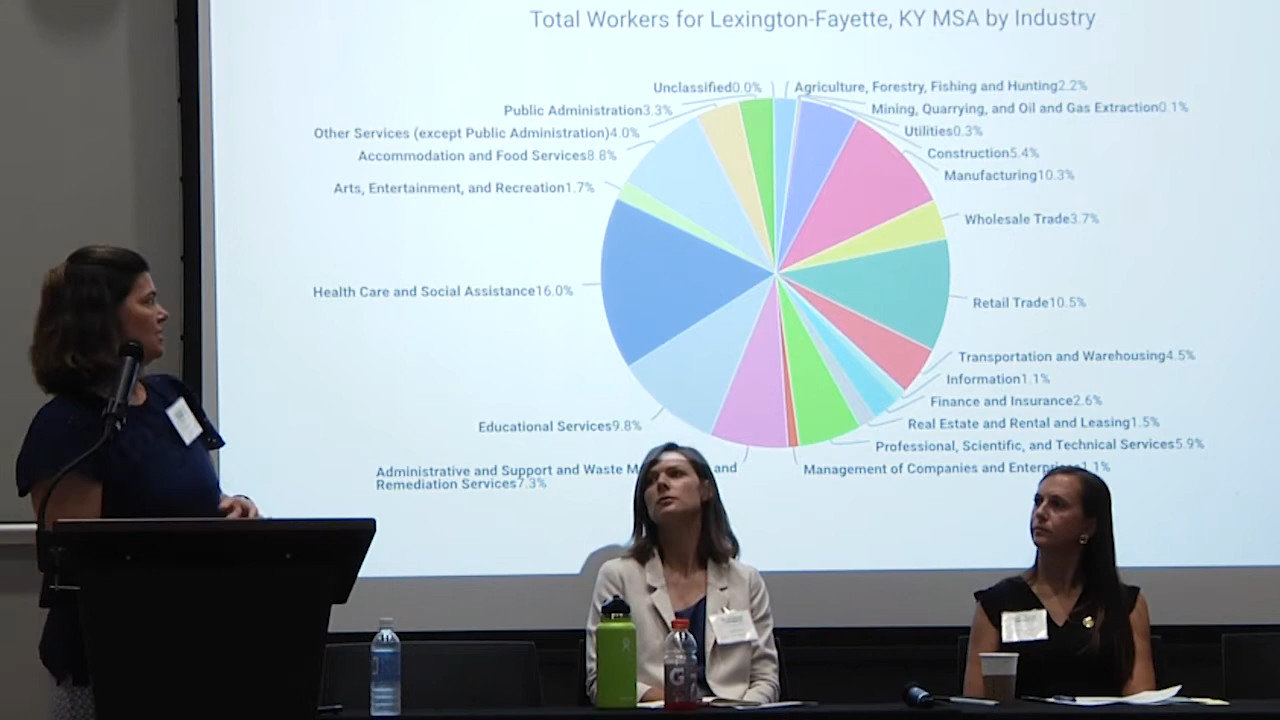 Total Workers for Lexington-Fayette, KY MSA by Industry
Unclassified0.0%
Agriculture, Forestry, Fishing and Hunting2.2%
Public Administration3.3%
Mining, Quarrying, and Oil and Gas Extraction0.1%
Other Services (except Public Administration)4.0%
Utilities0.3%
Accommodation and Food Services8.8%
Construction5.4%
Manufacturing10.3%
Arts, Entertainment, and Recreation1.7%
Wholesale Trade3.7%
Health Care and Social Assistance16.0%
Retail Trade10.5%
Transportation and Warehousing4.5%
Information1.1%
Finance and Insurance2.6%
Real Estate and Rental and Leasing1.5%
Educational Services9.8%
Professional, Scientific, and Technical Services5.9%
Administrative and Support and Waste and
Remediation Services7.3%
Management of Companies and 1.1%
G